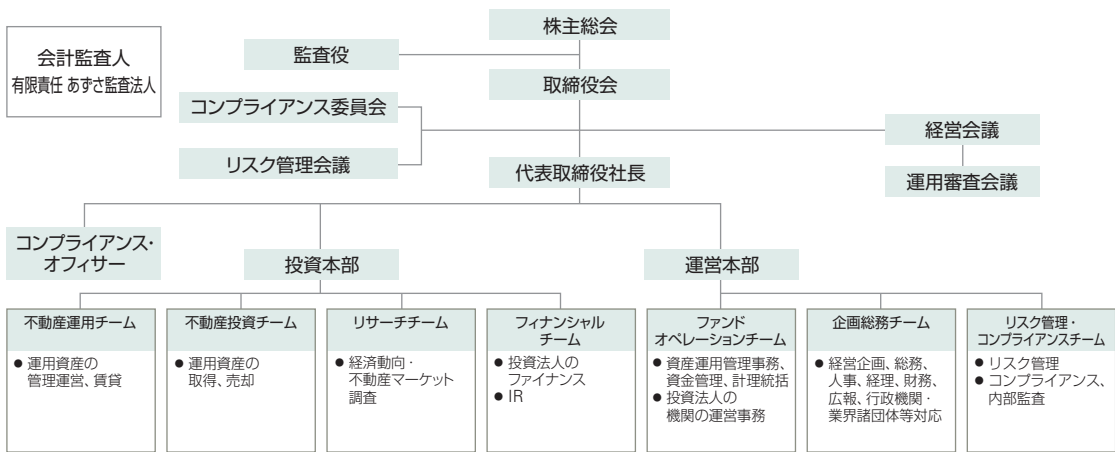 株主総会
会計監査人
有限責任 あずさ監査法人
監査役
取締役会
コンプライアンス委員会
経営会議
リスク管理会議
代表取締役社長
運用審査会議
コンプライアンス・
オフィサー
投資本部
運営本部
不動産運用チーム
● 運用資産の
管理運営、賃貸
不動産投資チーム
● 運用資産の
取得、売却
リサーチチーム
● 経済動向・
不動産マーケット
調査
フィナンシャル
チーム
● 投資法人の
ファイナンス
● IR
ファンド
オペレーションチーム
● 資産運用管理事務、
資金管理、計理統括
● 投資法人の
機関の運営事務
企画総務チーム
● 経営企画、総務、
人事、経理、財務、
広報、行政機関・
業界諸団体等対応
リスク管理・
コンプライアンスチーム
● リスク管理
● コンプライアンス、
内部監査